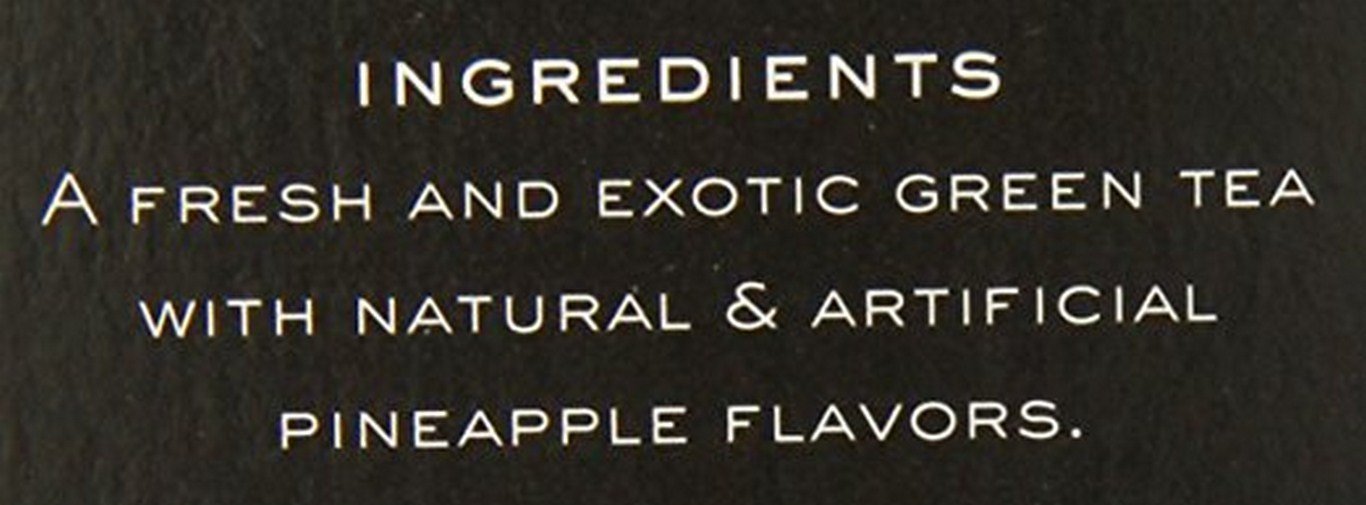 INGREDIENTS
A FRESH AND EXOTIC GREEN TEA
WITH NATURAL & ARTIFICIAL
PINEAPPLE FLAVORS.